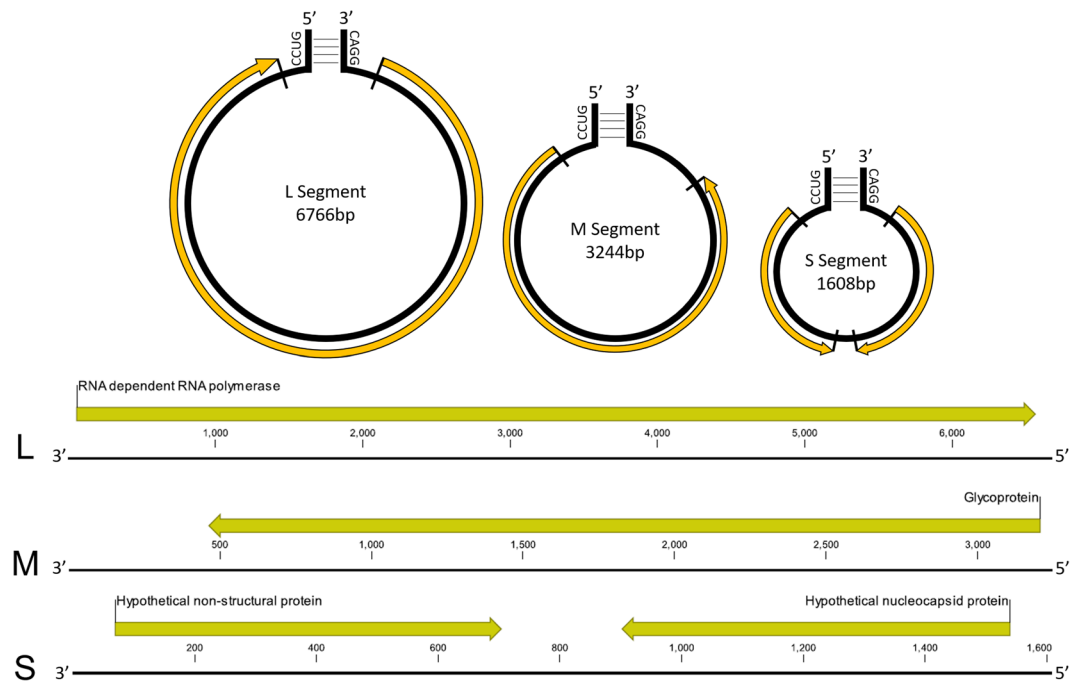 5’ 3’
CCUG
CAGG
L Segment
6766bp
5’ 3’
CCUG
CAGG
M Segment
3244bp
5’ 3’
CCUG
CAGG
S Segment
1608bp
RNA dependent RNA polymerase
1,000 2,000 3,000 4,000 5,000 6,000
L 3’ 5’
Glycoprotein
500 1,000 1,500 2,000 2,500 3,000
M 3’ 5’
Hypothetical non-structural protein Hypothetical nucleocapsid protein
200 400 600 800 1,000 1,200 1,400 1,600
S 3’ 5’